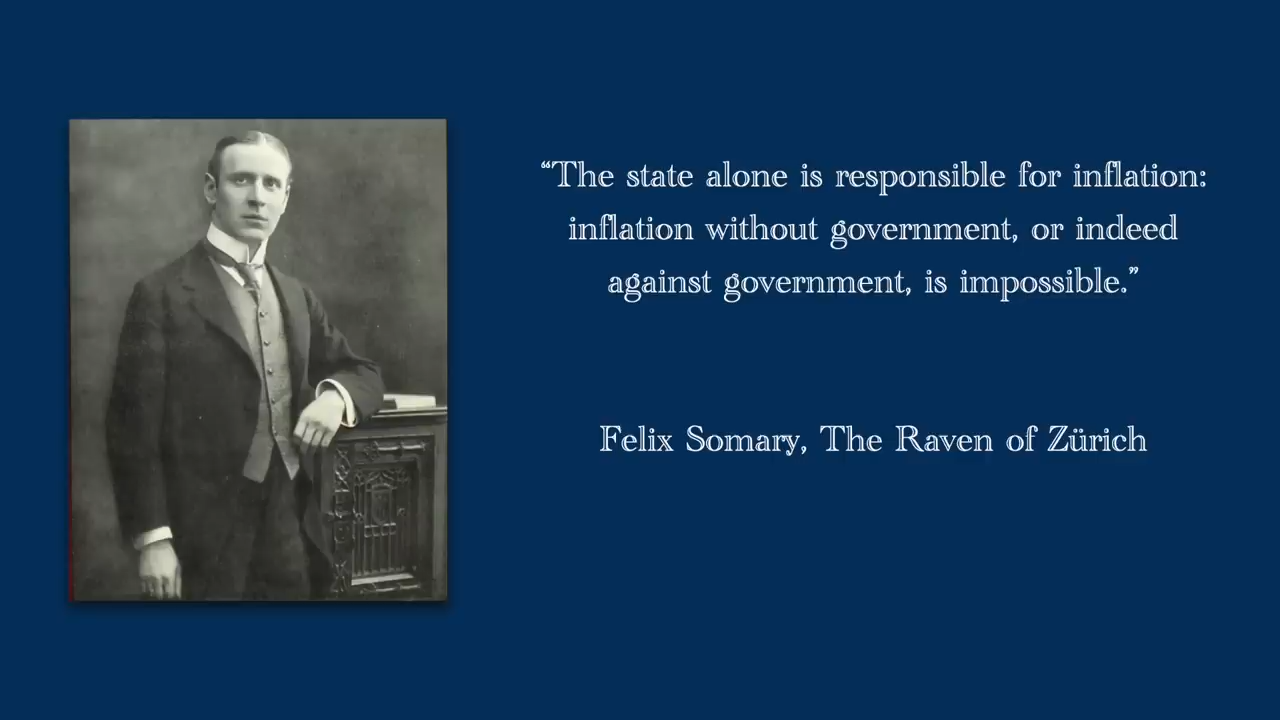 “The state alone is responsible for inflation:
inflation without government, or indeed
against government, is impossible.”
Felix Somary, The Raven of Zürich